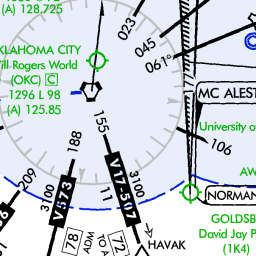 (A) 128.725
023
045
061°
OKLAHOMA CITY
Will Rogers World
(OKC) C
1296 L 98
(A) 125.85
MC ALEST
University of
155
188
106
209
V17-507
3100
V573
3100
11
78
ADM
TO A
72
HAVAK
AW
NORMAN
GOLDSB
David Jay P
(1K4)